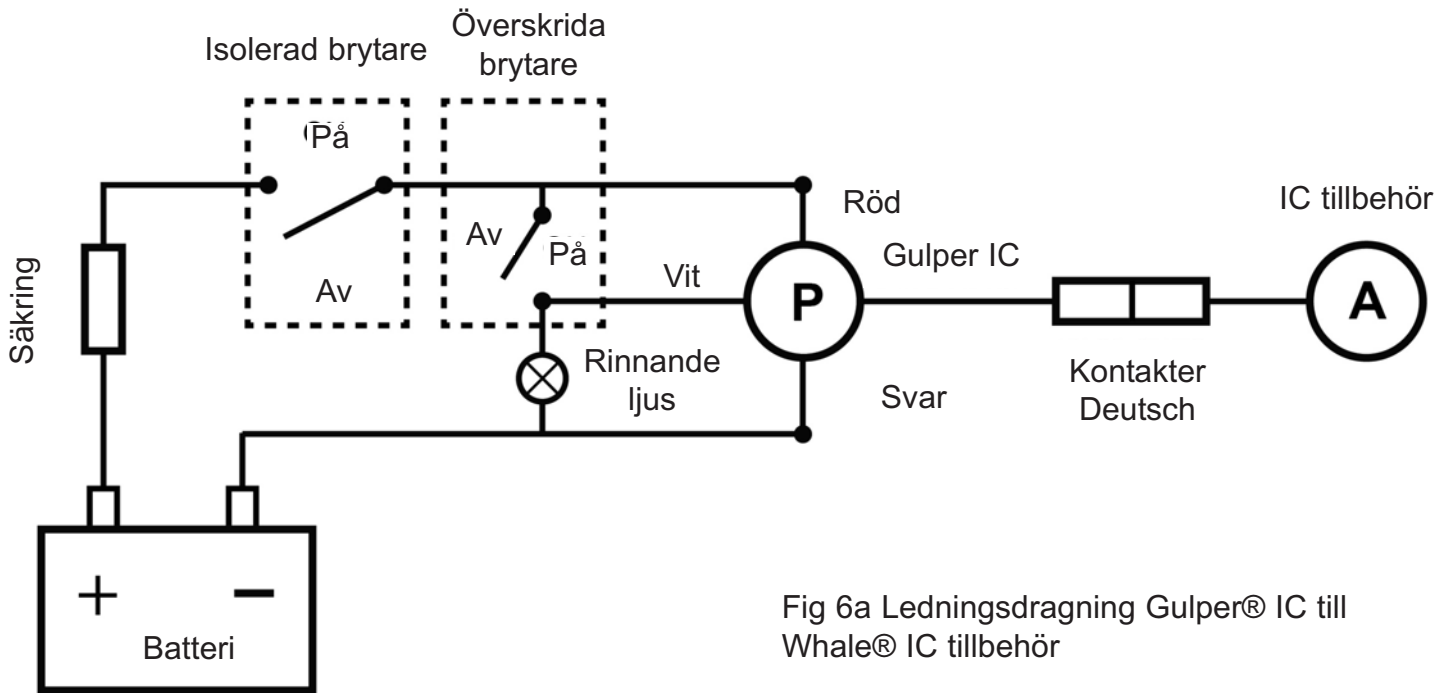 Isolerad brytare
Överskrida
brytare
På
Av
Av
På
Säkring
Röd
Gulper IC
IC tillbehör
Vit
P
A
Rinnande
ljus
Svar
Kontakter
Deutsch
+
−
Batteri
Fig 6a Ledningsdragning Gulper® IC till
Whale® IC tillbehör